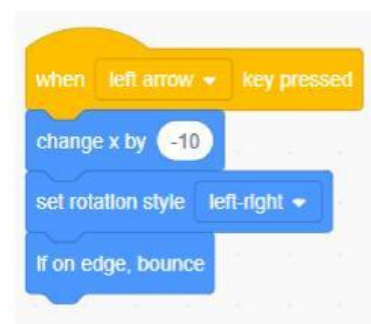 when left arrow key pressed
change x by -10
set rotation style left-right
If on edge, bounce